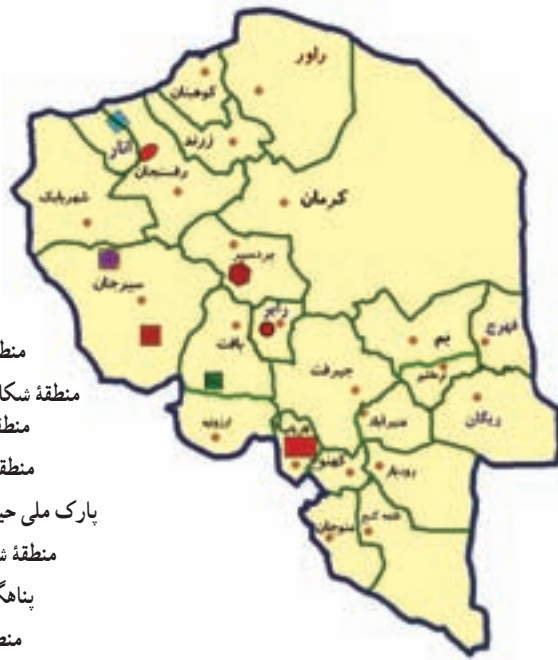 راور
کوهبنان
زرند
انار
رفسنجان
شهربابک
کرمان
بردسیر
سیرجان
رابر
بافت
بم
فهرج
جیرفت
نرماشیر
ریگان
عنبرآباد
ارزوئیه
فاریاب
کهنوج
رودبار
قلعه گنج
منوجان
منطقهٔ شکا
پارک ملی